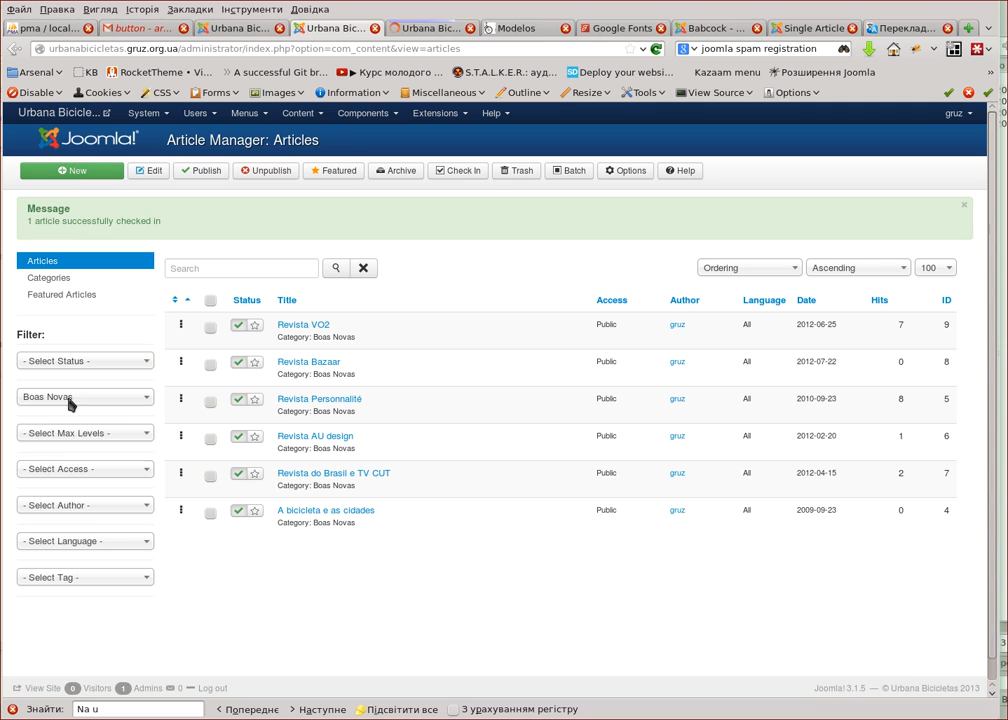 Файл Правка Вигляд Історія Закладки Інструменти Довідка
pma / local... button - ar... Urbana Bic... Urbana Bic... Urbana Bic... Modelos Google Fonts Babcock - ... Single Article Переклад...
urbanabicicletas.gruz.org.ua/administrator/index.php?option=com_content&view=articles joomla spam registration
Arsenal KB RocketTheme • Vi... A successful Git br... Курс молодого ... S.T.A.L.K.E.R.: ауд... SD Deploy your websi... Kazaam menu Розширення Joomla »
Disable Cookies CSS Forms Images Information Miscellaneous Outline Resize Tools View Source Options
Urbana Bicicle... System Users Menus Content Components Extensions Help gruz
Joomla! Article Manager: Articles
New Edit Publish Unpublish Featured Archive Check In Trash Batch Options Help
Message ×
1 article successfully checked in
Articles
Categories
Featured Articles
Search Ordering Ascending 100
Status Title Access Author Language Date Hits ID
Filter:
- Select Status -
Boas Novas
- Select Max Levels -
- Select Access -
- Select Author -
- Select Language -
- Select Tag -
Revista VO2 Public gruz All 2012-06-25 7 9
Category: Boas Novas
Revista Bazaar Public gruz All 2012-07-22 0 8
Category: Boas Novas
Revista Personnalité Public gruz All 2010-09-23 8 5
Category: Boas Novas
Revista AU design Public gruz All 2012-02-20 1 6
Category: Boas Novas
Revista do Brasil e TV CUT Public gruz All 2012-04-15 2 7
Category: Boas Novas
A bicicleta e as cidades Public gruz All 2009-09-23 0 4
Category: Boas Novas
View Site 0 Visitors 1 Admins 0 Log out Joomla! 3.1.5 — © Urbana Bicicletas 2013
Знайти: Na u Попереднє Наступне Підсвітити все З урахуванням регістру